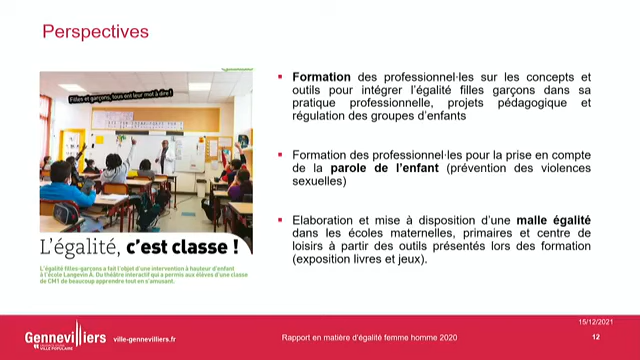 Perspectives
Filles et garçons, tous ont leur mot à dire !
L'égalité, c'est classe !
L'égalité filles-garçons a fait l'objet d'une intervention à hauteur d'enfant
à l'école Langevin A. Du théâtre interactif qui a permis aux élèves d'une classe
de CM1 de beaucoup apprendre tout en s'amusant.
▪ Formation des professionnel·les sur les concepts et
outils pour intégrer l'égalité filles garçons dans sa
pratique professionnelle, projets pédagogique et
régulation des groupes d'enfants
▪ Formation des professionnel·les pour la prise en compte
de la parole de l'enfant (prévention des violences
sexuelles)
▪ Elaboration et mise à disposition d'une malle égalité
dans les écoles maternelles, primaires et centre de
loisirs à partir des outils présentés lors des formation
(exposition livres et jeux).
15/12/2021
Gennevilliers
VILLE POPULAIRE
ville-gennevilliers.fr
Rapport en matière d'égalité femme homme 2020
12